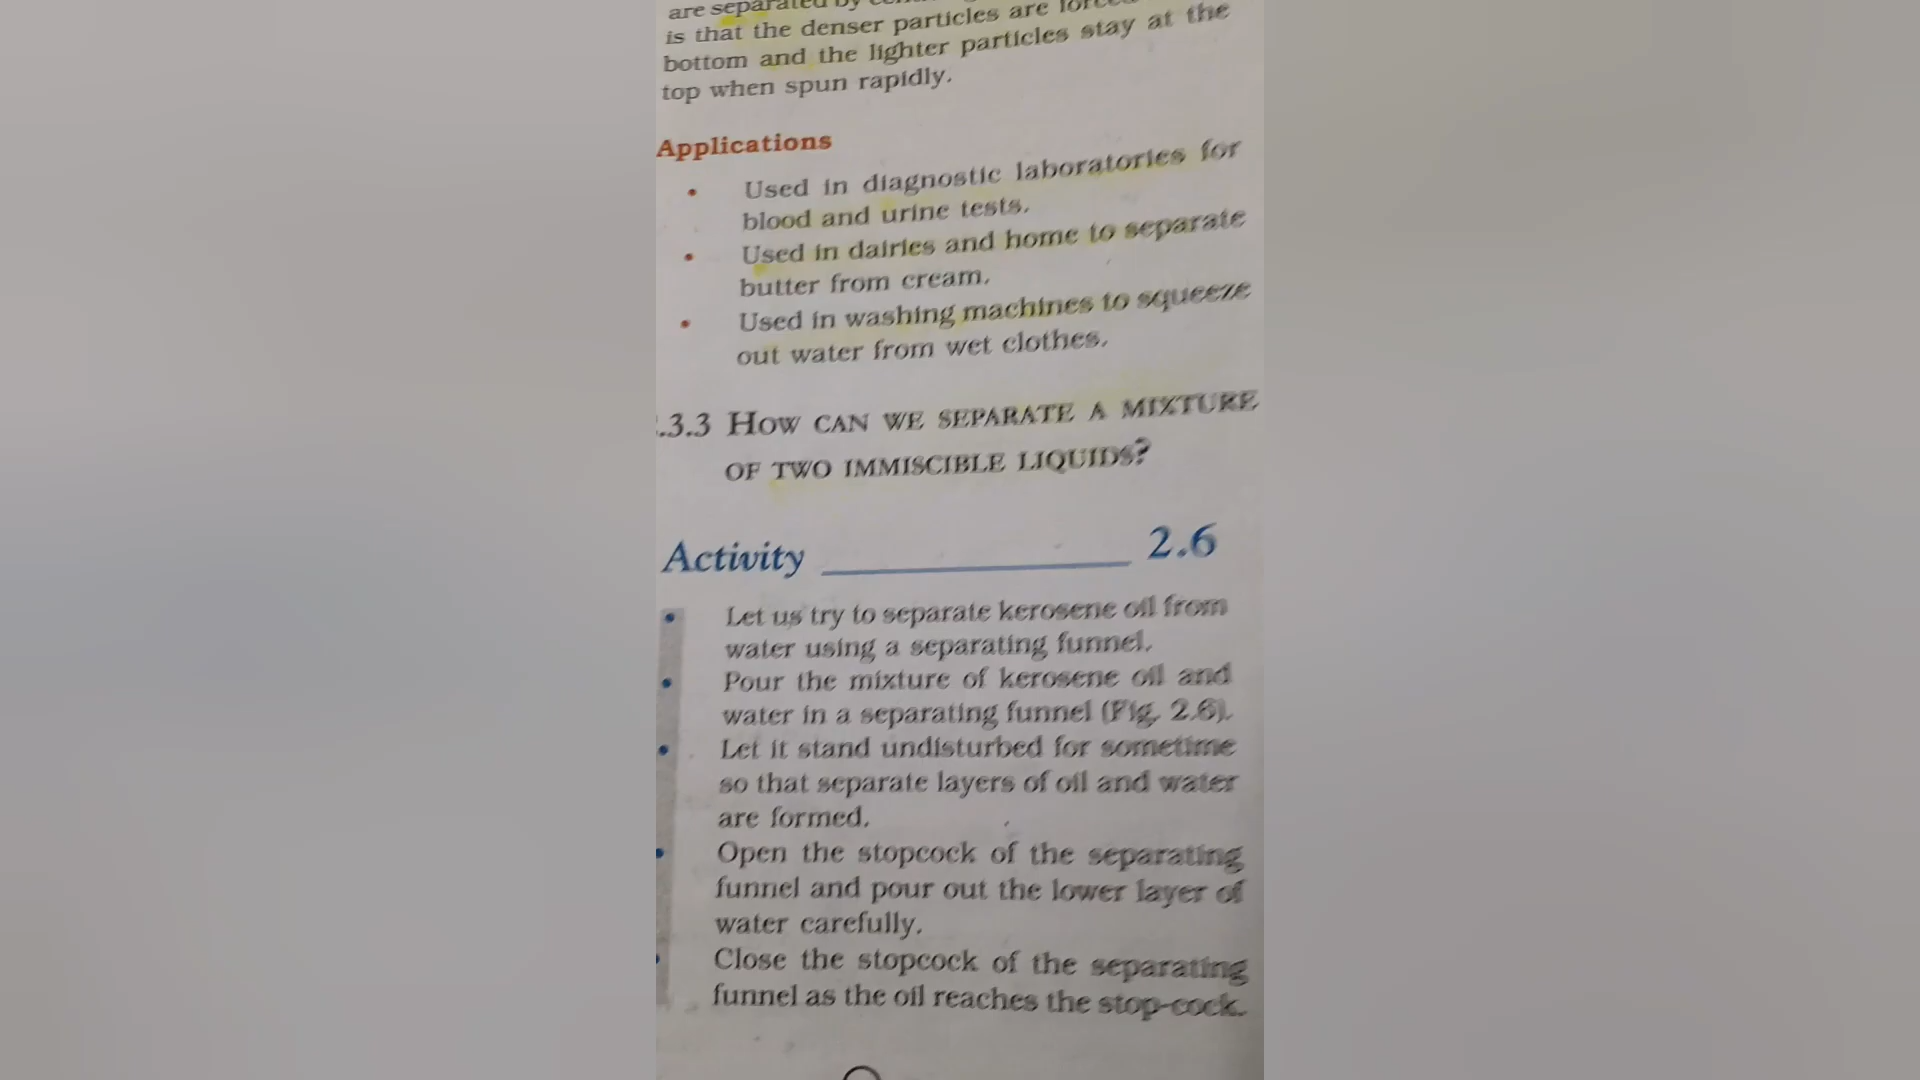 are separated by
is that the denser particles are forced
bottom and the lighter particles stay at the
top when spun rapidly.
Applications
• Used in diagnostic laboratories for
blood and urine tests.
• Used in dairies and home to separate
butter from cream.
• Used in washing machines to squeeze
out water from wet clothes.
.3.3 HOW CAN WE SEPARATE A MIXTURE
OF TWO IMMISCIBLE LIQUIDS?
Activity ____________ 2.6
• Let us try to separate kerosene oil from
water using a separating funnel.
• Pour the mixture of kerosene oil and
water in a separating funnel (Fig. 2.6).
• Let it stand undisturbed for sometime
so that separate layers of oil and water
are formed.
• Open the stopcock of the separating
funnel and pour out the lower layer of
water carefully.
• Close the stopcock of the separating
funnel as the oil reaches the stop-cock.